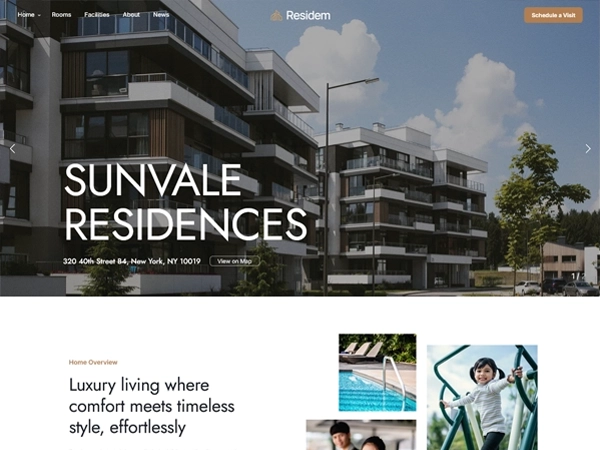 Home
Rooms
Facilities
About
News
Residem
Schedule a Visit
SUNVALE
RESIDENCES
320 40th Street B4, New York, NY 10019
View on Map
1 /
Home Overview
Luxury living where
comfort meets timeless
style, effortlessly